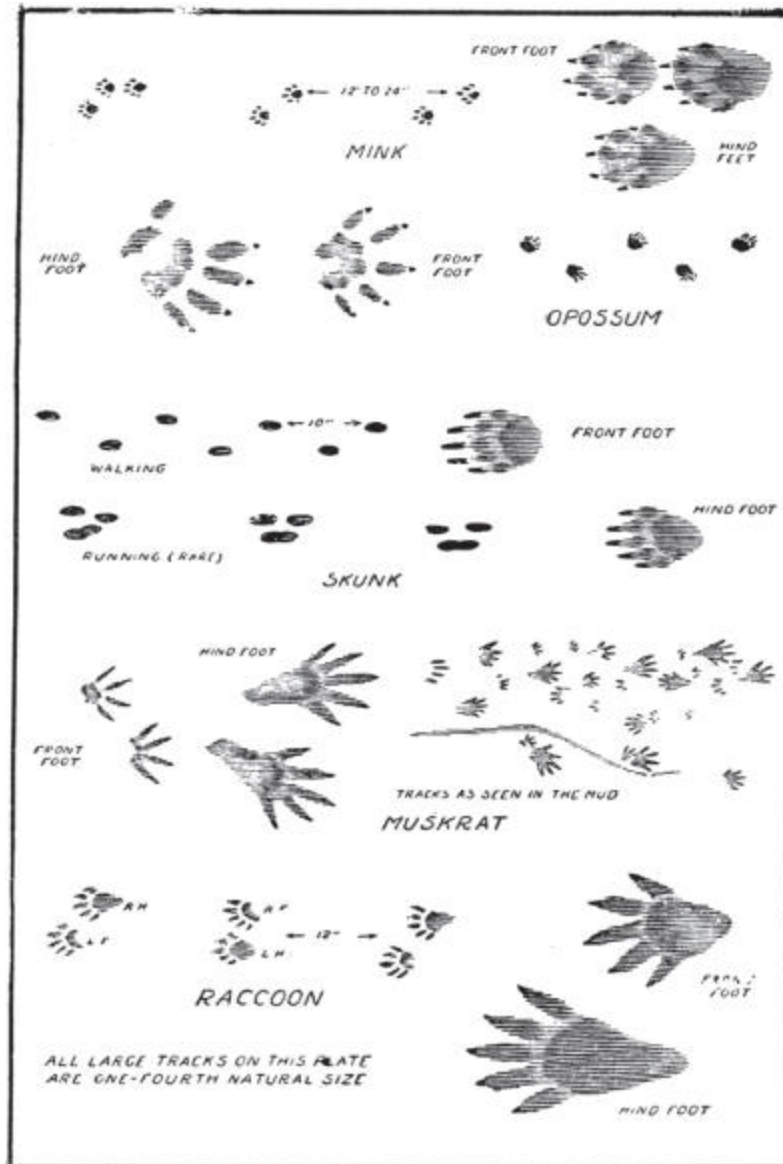 FRONT FOOT
12" TO 24"
MINK
HIND
FEET
HIND
FOOT
FRONT
FOOT
OPOSSUM
10"
WALKING
FRONT FOOT
RUNNING (RARE)
HIND FOOT
SKUNK
HIND FOOT
FRONT
FOOT
TRACKS AS SEEN IN THE MUD
MUSKRAT
RH
RF
LF
LH
12"
RACCOON
FRONT
FOOT
ALL LARGE TRACKS ON THIS PLATE
ARE ONE-FOURTH NATURAL SIZE
HIND FOOT